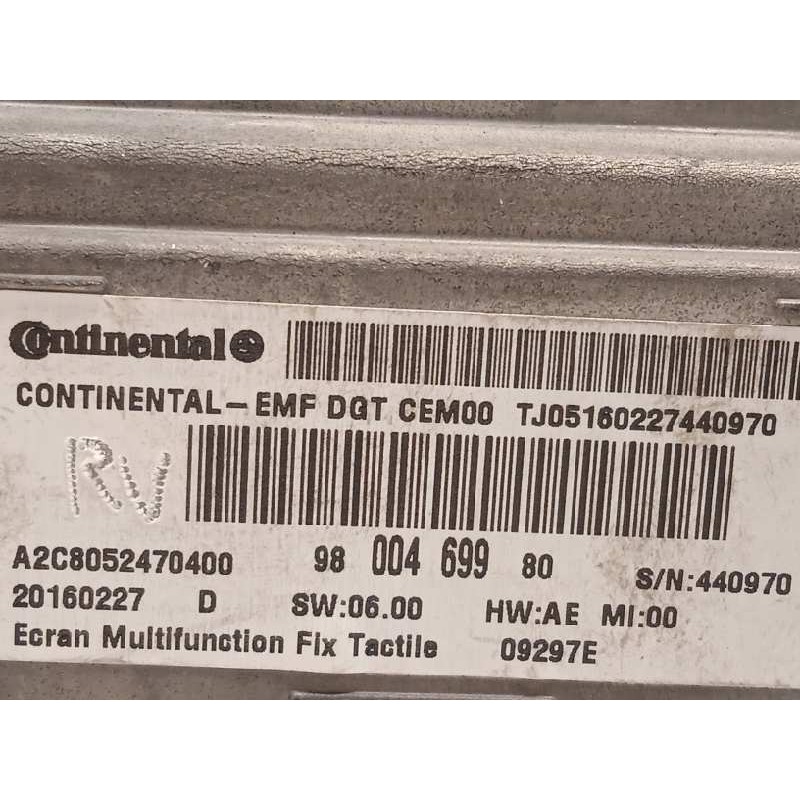 Continental
CONTINENTAL-EMF DGT CEM00 TJ05160227440970
RW
A2C8052470400 98 004 699 80 S/N:440970
20160227 D SW:06.00 HW:AE MI:00
Ecran Multifunction Fix Tactile 09297E